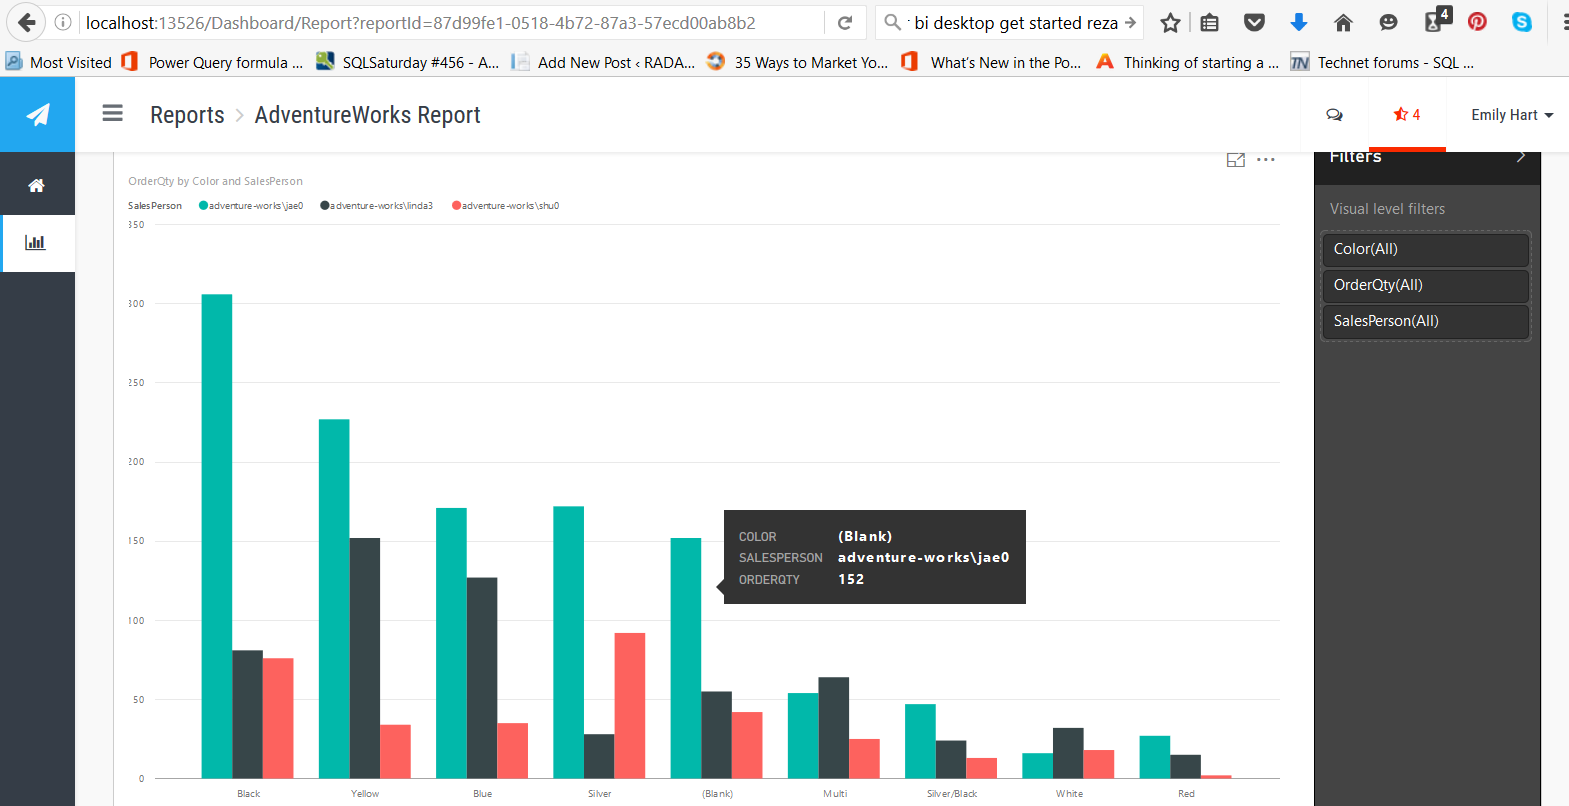 localhost:13526/Dashboard/Report?reportId=87d99fe1-0518-4b72-87a3-57ecd00ab8b2
bi desktop get started reza
4
Most Visited
Power Query formula ...
SQLSaturday #456 - A...
Add New Post ‹ RADA...
35 Ways to Market Yo...
What's New in the Po...
Thinking of starting a ...
TN
Technet forums - SQL ...
Reports
AdventureWorks Report
4
Emily Hart
OrderQty by Color and SalesPerson
SalesPerson
adventure-works\jae0
adventure-works\linda3
adventure-works\shu0
350
300
250
200
150
100
50
0
COLOR (Blank)
SALESPERSON adventure-works\jae0
ORDERQTY 152
Black
Yellow
Blue
Silver
(Blank)
Multi
Silver/Black
White
Red
Filters
Visual level filters
Color(All)
OrderQty(All)
SalesPerson(All)